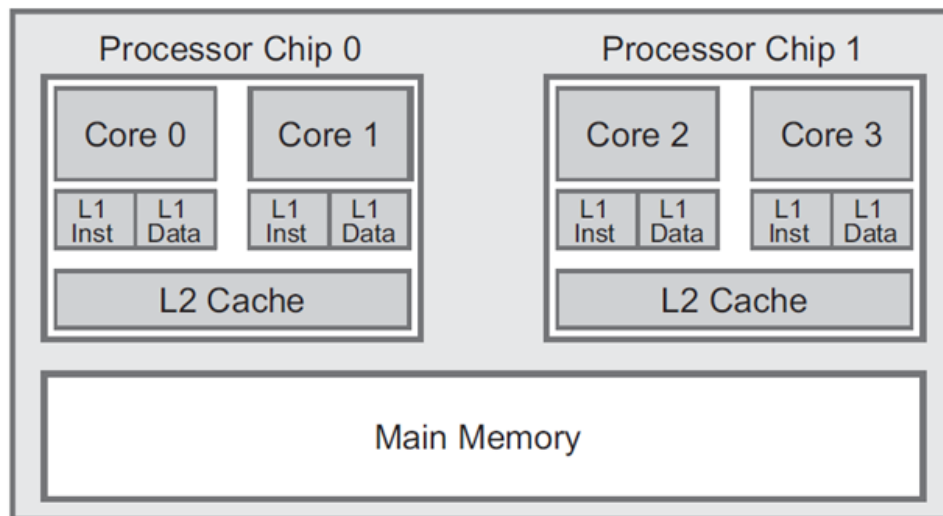 Processor Chip 0
Processor Chip 1
Core 0
Core 1
Core 2
Core 3
L1
Inst
L1
Data
L1
Inst
L1
Data
L1
Inst
L1
Data
L1
Inst
L1
Data
L2 Cache
L2 Cache
Main Memory